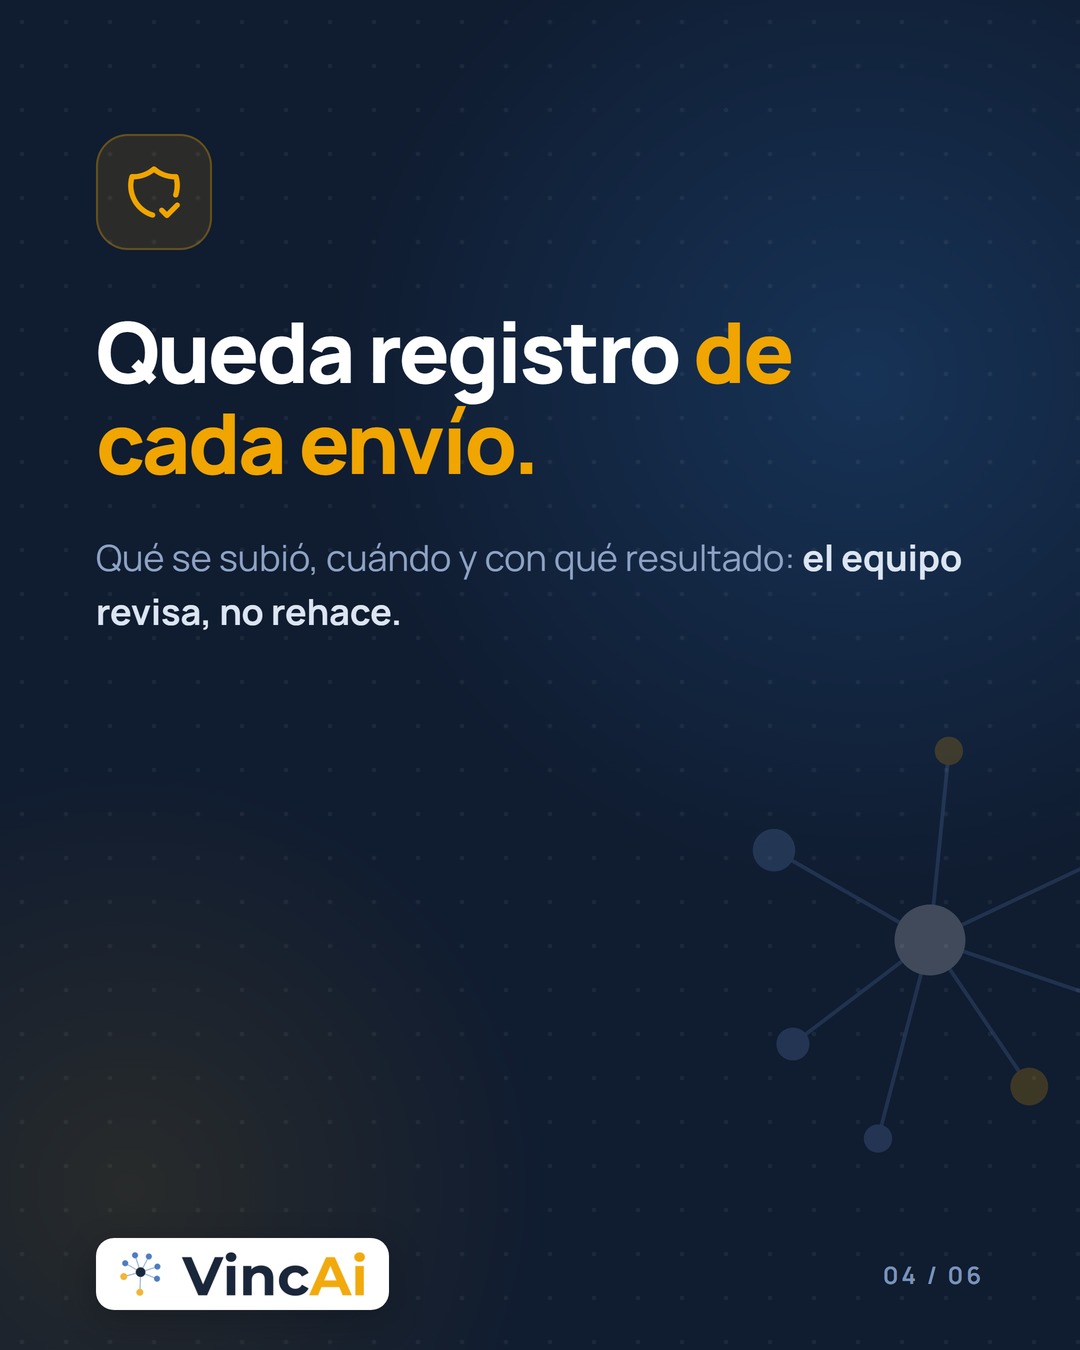 Queda registro de
cada envío.
Qué se subió, cuándo y con qué resultado: el equipo
revisa, no rehace.
VincAi
04 / 06